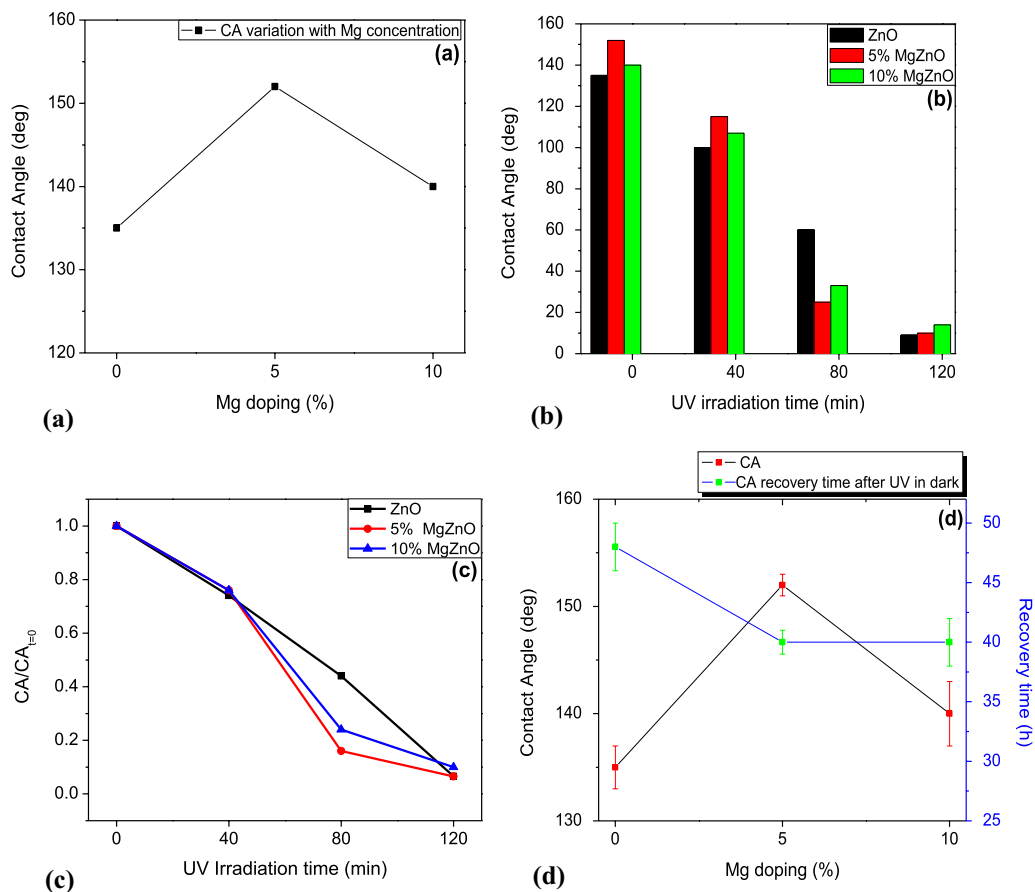 CA variation with Mg concentration
(a)
160
150
140
130
120
Contact Angle (deg)
0 5 10
Mg doping (%)
(a)
ZnO
5% MgZnO
10% MgZnO
(b)
160
140
120
100
80
60
40
20
0
Contact Angle (deg)
0 40 80 120
UV irradiation time (min)
(b)
ZnO
5% MgZnO
10% MgZnO
(c)
1.0
0.8
0.6
0.4
0.2
0.0
CA/CAt=0
0 40 80 120
UV Irradiation time (min)
(c)
CA
CA recovery time after UV in dark
(d)
160
150
140
130
Contact Angle (deg)
50
45
40
35
30
25
Recovery time (h)
0 5 10
Mg doping (%)
(d)